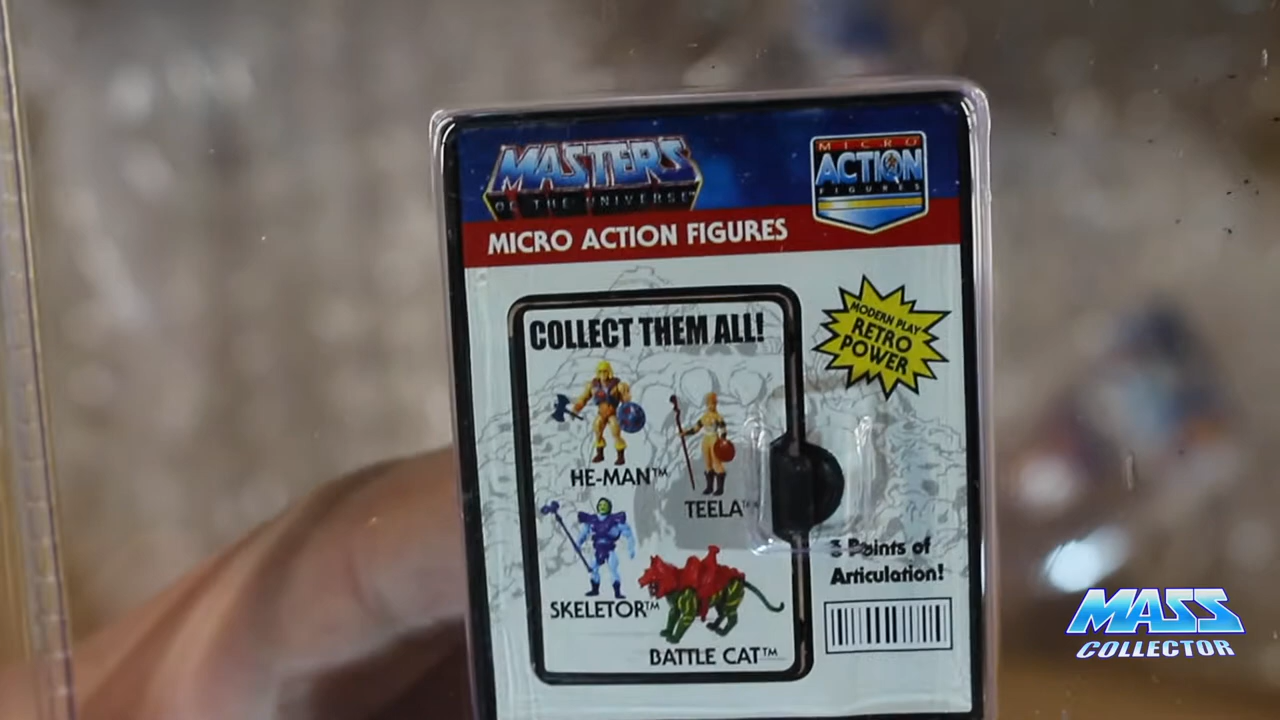 MASTERS
OF THE UNIVERSE™
MICRO
ACTION
FIGURES
MICRO ACTION FIGURES
COLLECT THEM ALL!
MODERN PLAY
RETRO
POWER
HE-MAN™
TEELA™
SKELETOR™
BATTLE CAT™
Points of
Articulation!
MASS
COLLECTOR